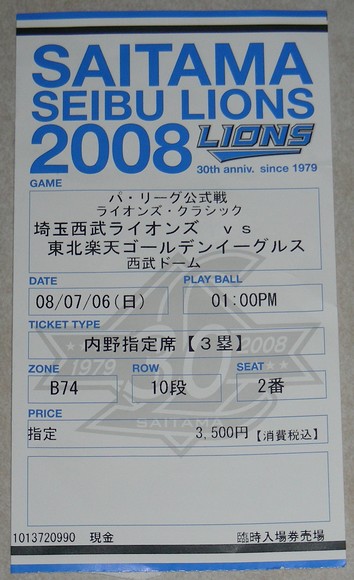 SAITAMA
SEIBU LIONS
2008 LIONS
30th anniv. since 1979
GAME
パ・リーグ公式戦
ライオンズ・クラシック
埼玉西武ライオンズ ｖｓ
東北楽天ゴールデンイーグルス
西武ドーム
DATE PLAY BALL
08/07/06(日) 01:00PM
TICKET TYPE
内野指定席【３塁】
1979 30 2008
ZONE ROW SEAT
B74 10段 2番
SAITAMA
PRICE
指定 3,500円【消費税込】
1013720990 現金 臨時入場券売場